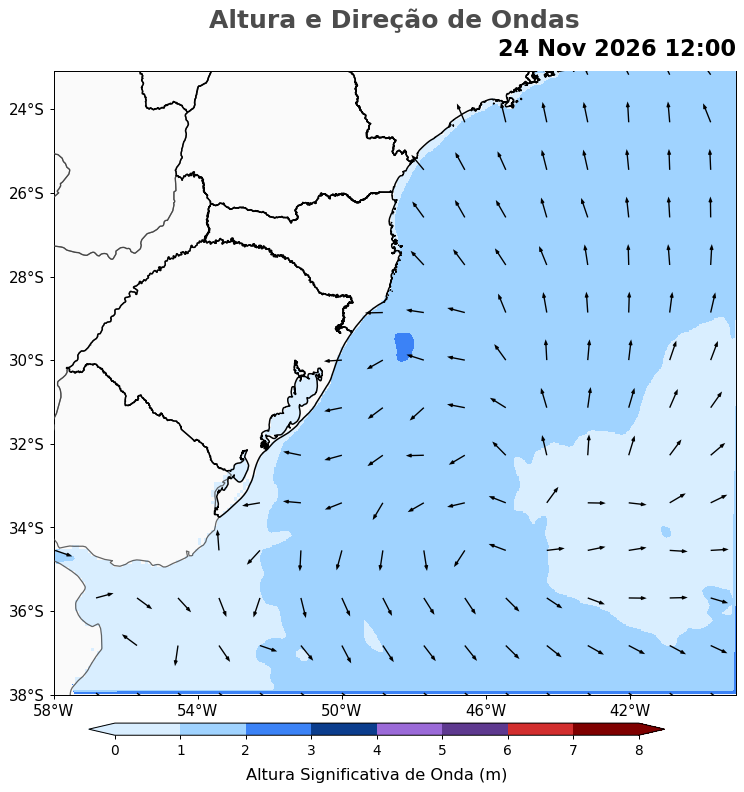 Altura e Direção de Ondas
24 Nov 2026 12:00
24°S
26°S
28°S
30°S
32°S
34°S
36°S
38°S
58°W 54°W 50°W 46°W 42°W
0 1 2 3 4 5 6 7 8
Altura Significativa de Onda (m)